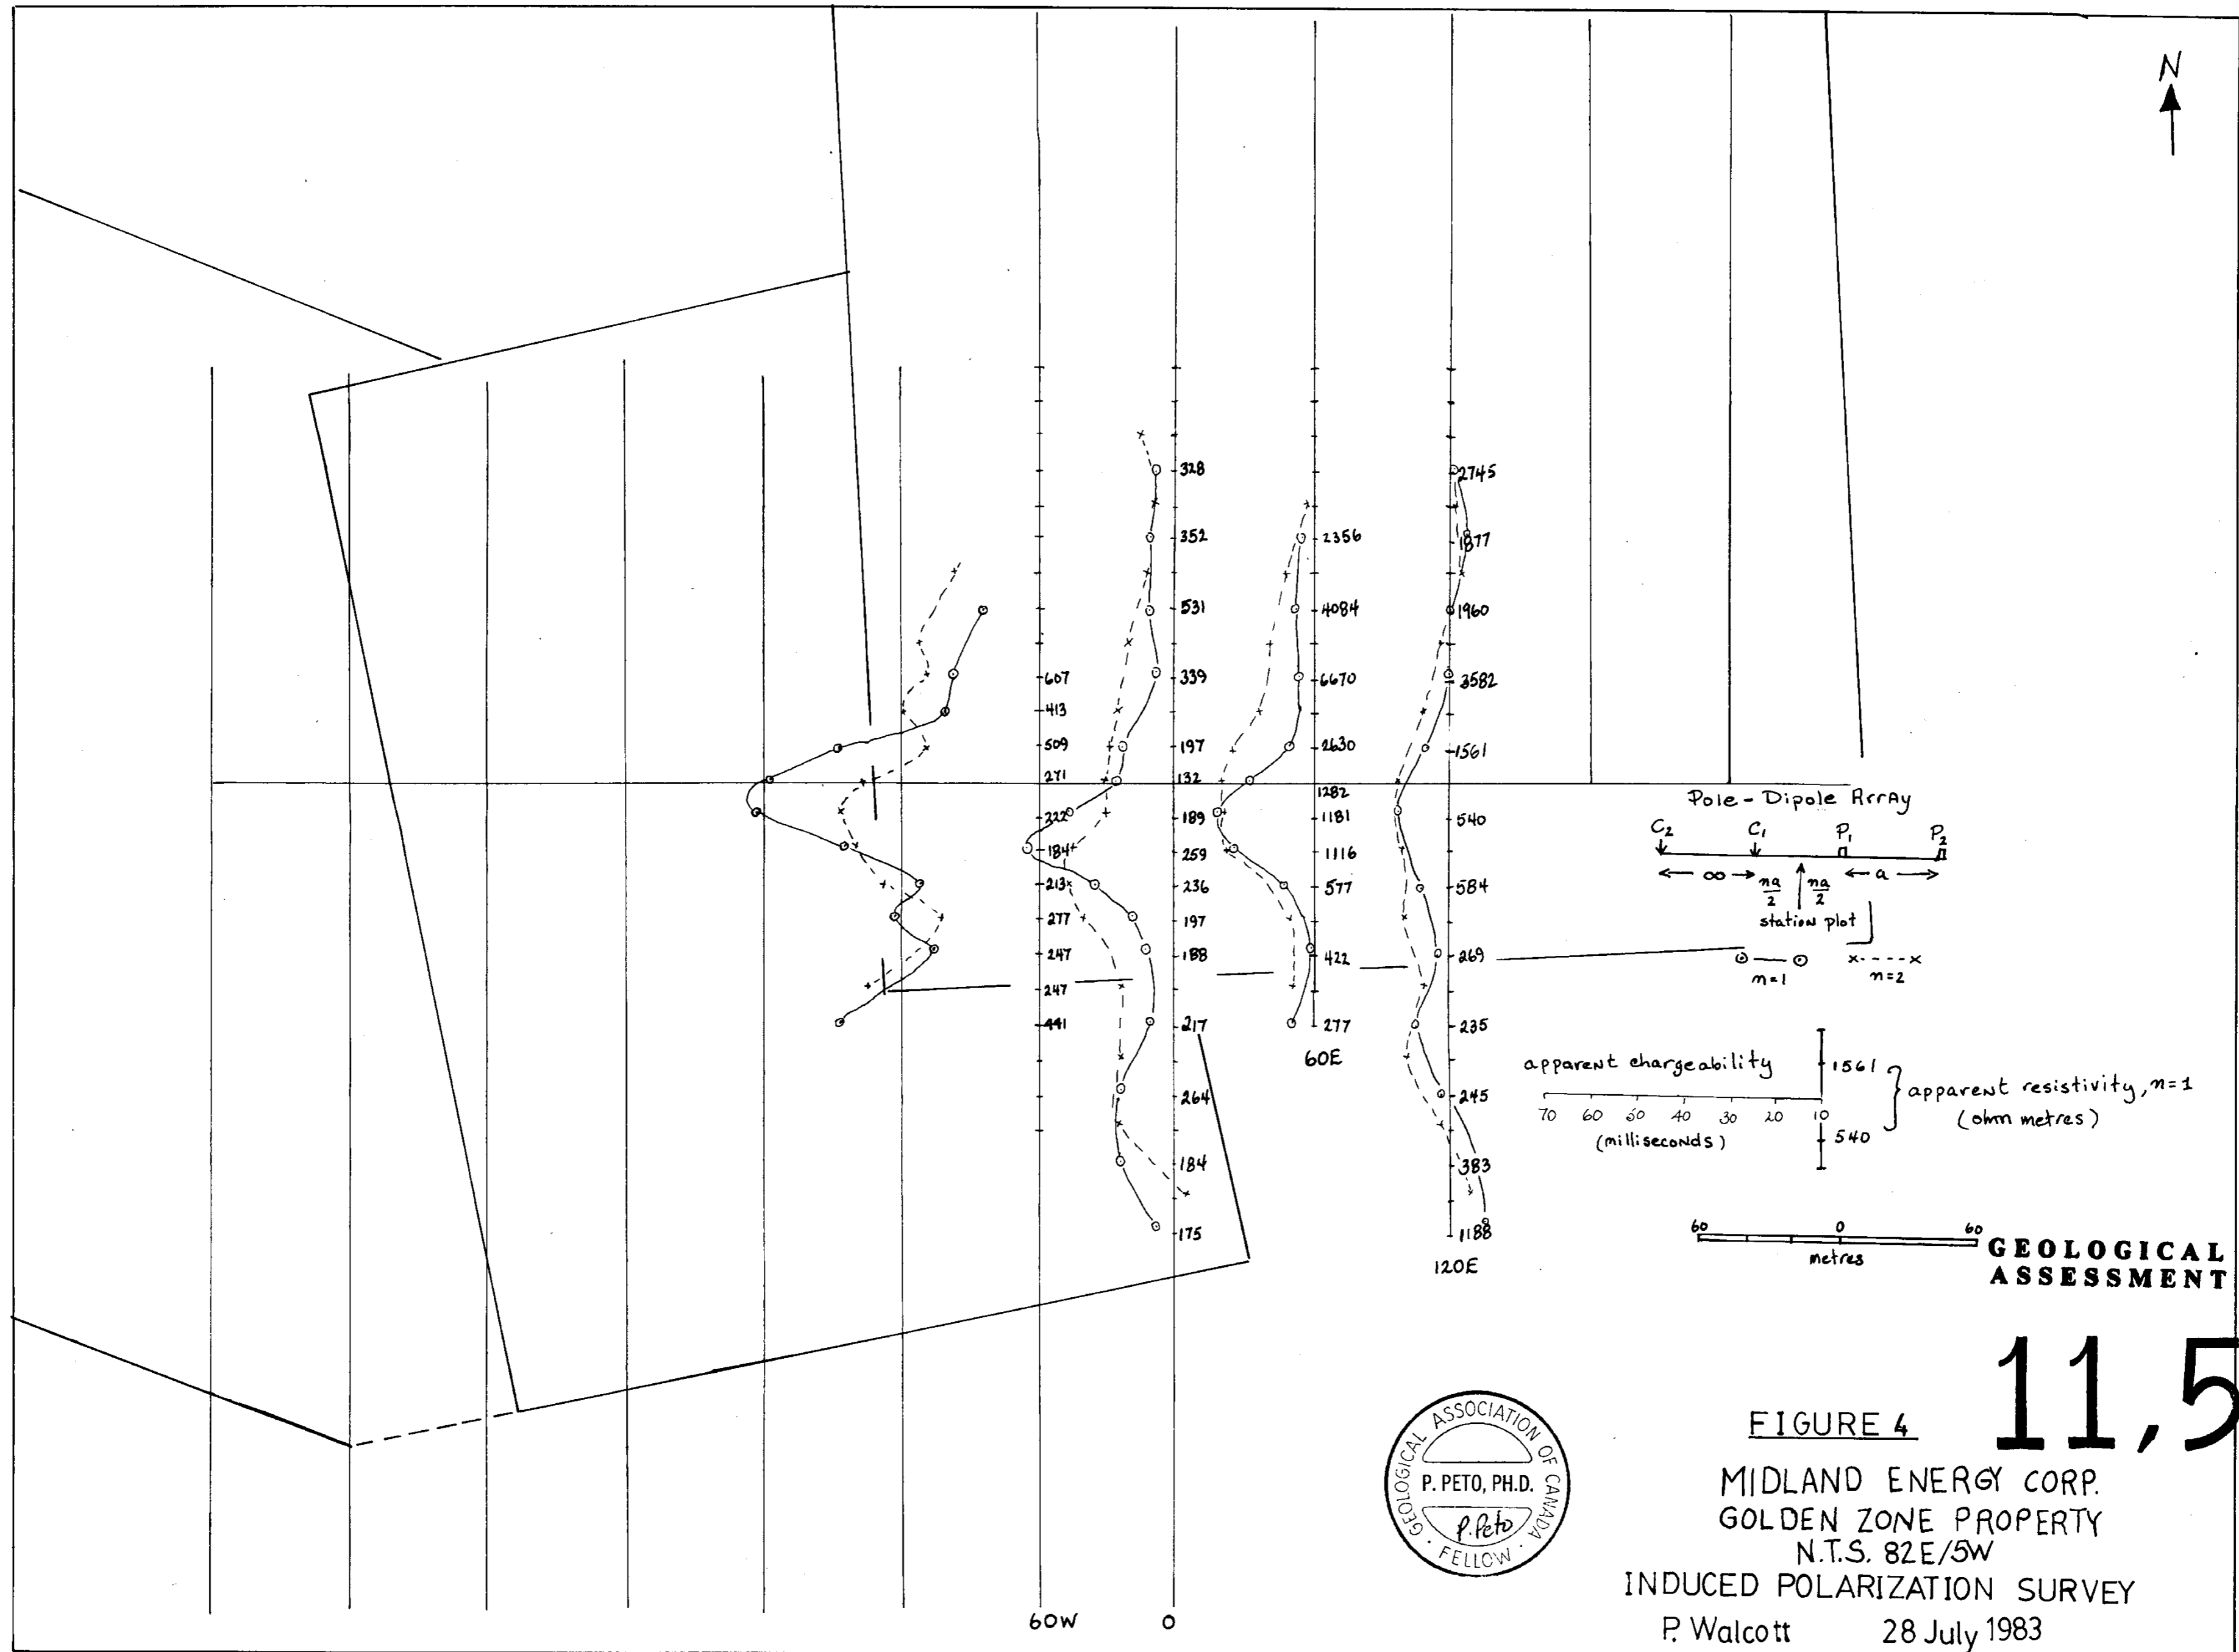 N
328
352
531
339
197
132
189
259
236
197
188
217
264
184
175
607
413
509
271
222
184
213
277
247
247
441
60W
0
2356
4084
6670
2630
1282
1181
1116
577
422
277
60E
2745
1877
1960
3582
1561
540
584
269
235
245
383
1188
120E
Pole - Dipole Array
C2 C1 P1 P2
← ∞ → na/2 na/2 ← a →
station plot
n=1 n=2
apparent chargeability
70 60 50 40 30 20 10
(milliseconds)
1561
540
apparent resistivity, n=1
(ohm metres)
60 0 60
metres
GEOLOGICAL
ASSESSMENT
11,5
GEOLOGICAL ASSOCIATION OF CANADA
P. PETO, PH.D.
P. Peto
· FELLOW ·
FIGURE 4
MIDLAND ENERGY CORP.
GOLDEN ZONE PROPERTY
N.T.S. 82E/5W
INDUCED POLARIZATION SURVEY
P. Walcott 28 July 1983